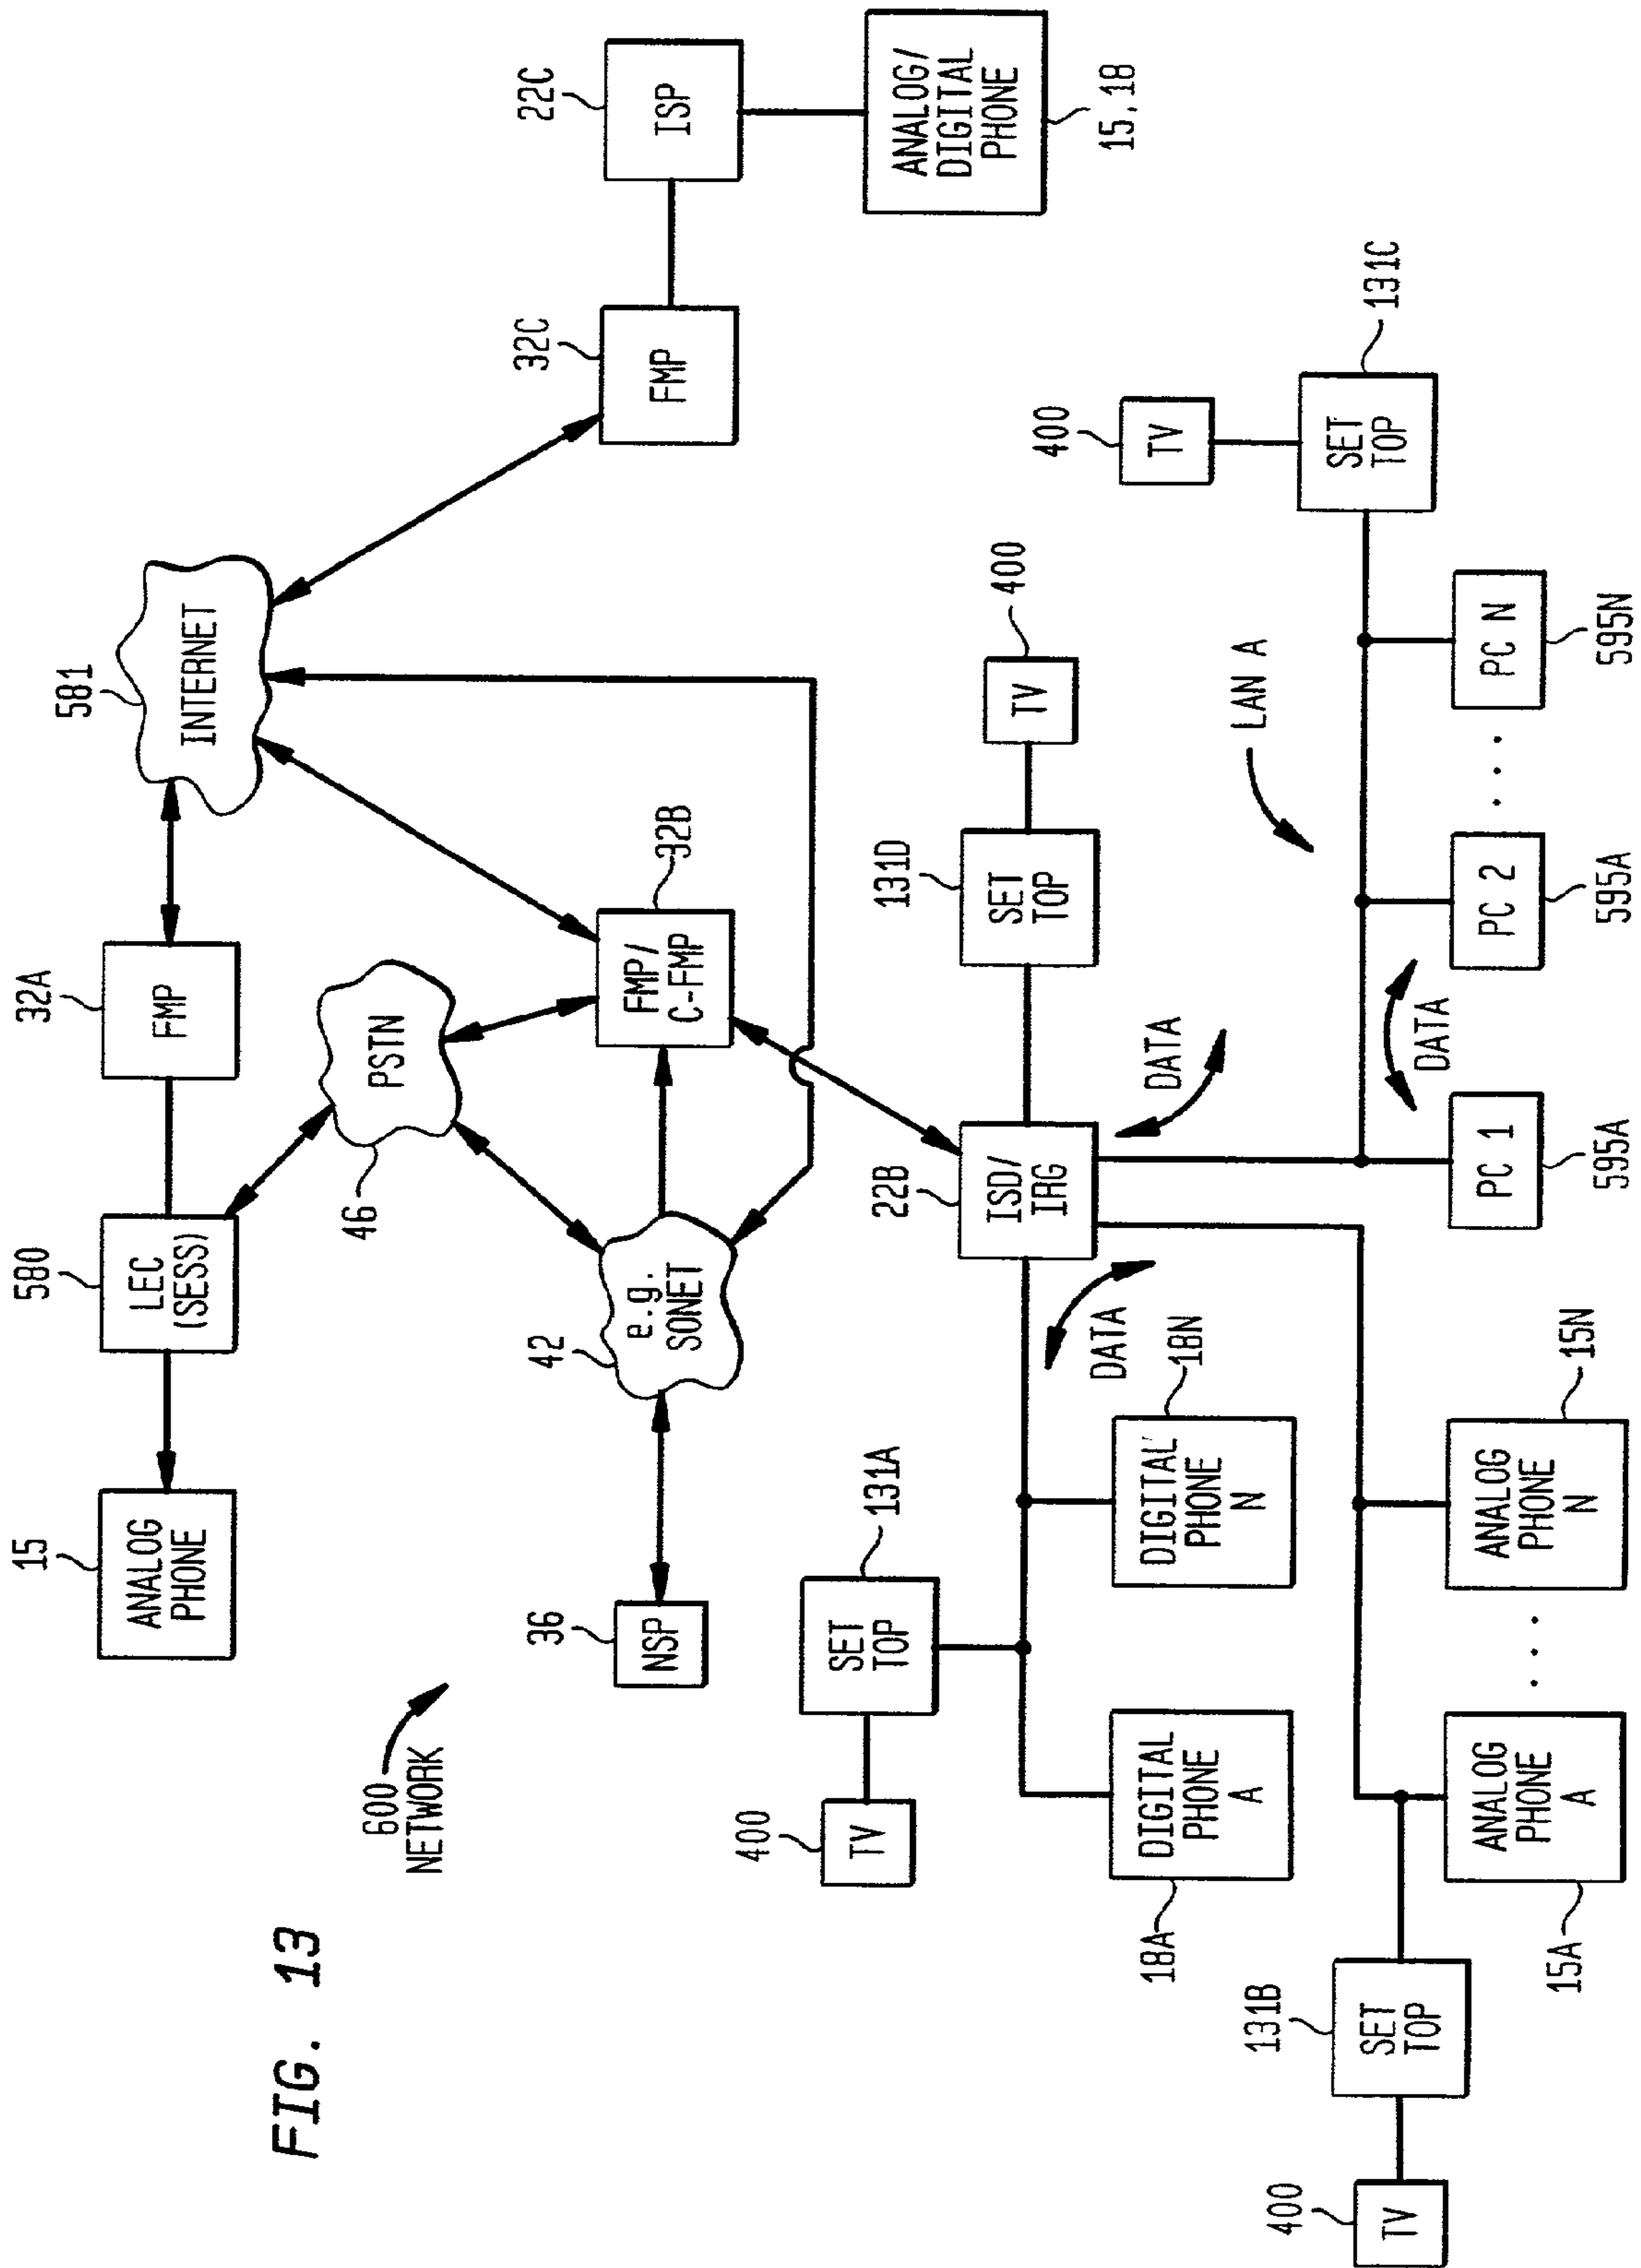 FIG. 13
600
NETWORK
15
ANALOG
PHONE
580
LEC
(SESS)
32A
FMP
581
INTERNET
46
PSTN
32C
FMP
22C
ISP
ANALOG/
DIGITAL
PHONE
15, 18
36
NSP
42
e.g.
SONET
32B
FMP/
C-FMP
400
TV
131A
SET
TOP
22B
ISD/
IRG
131D
SET
TOP
400
TV
18A
DIGITAL
PHONE
A
18N
DIGITAL
PHONE
N
DATA
DATA
LAN A
400
TV
131C
SET
TOP
400
TV
131B
SET
TOP
15A
ANALOG
PHONE
A
. . .
15N
ANALOG
PHONE
N
DATA
PC 1
595A
PC 2
595A
. . .
PC N
595N